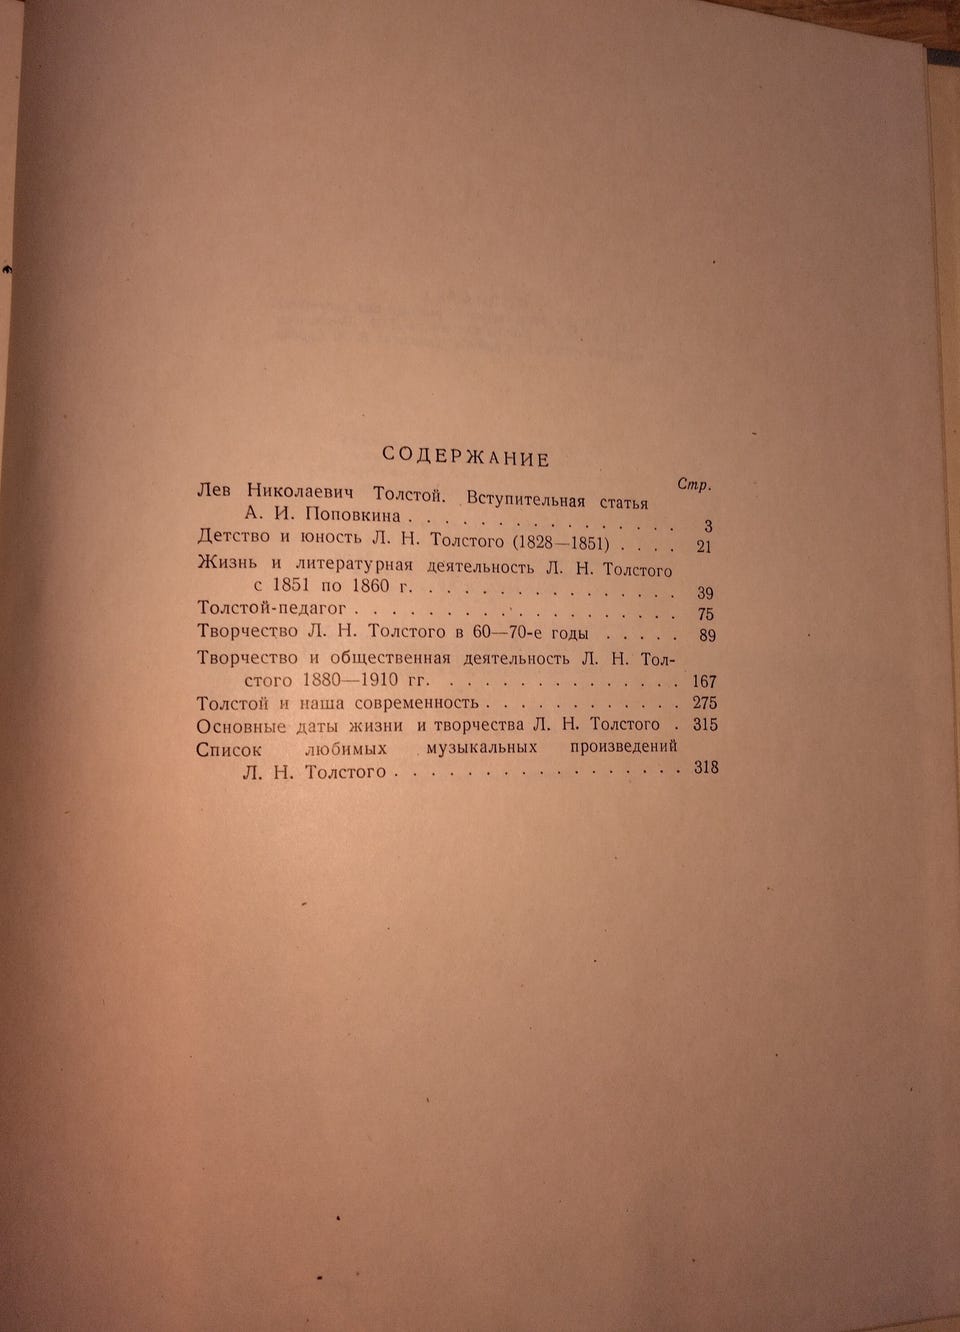 СОДЕРЖАНИЕ
Стр.
Лев Николаевич Толстой. Вступительная статья
А. И. Поповкина . . . . . . . . . . . . . . . . 3
Детство и юность Л. Н. Толстого (1828—1851) . . . . 21
Жизнь и литературная деятельность Л. Н. Толстого
с 1851 по 1860 г. . . . . . . . . . . . . . . . 39
Толстой-педагог . . . . . . . . . . . . . . . . . . 75
Творчество Л. Н. Толстого в 60—70-е годы . . . . . 89
Творчество и общественная деятельность Л. Н. Тол-
стого 1880—1910 гг. . . . . . . . . . . . . . . 167
Толстой и наша современность . . . . . . . . . . . . 275
Основные даты жизни и творчества Л. Н. Толстого . 315
Список любимых музыкальных произведений
Л. Н. Толстого . . . . . . . . . . . . . . . . . 318